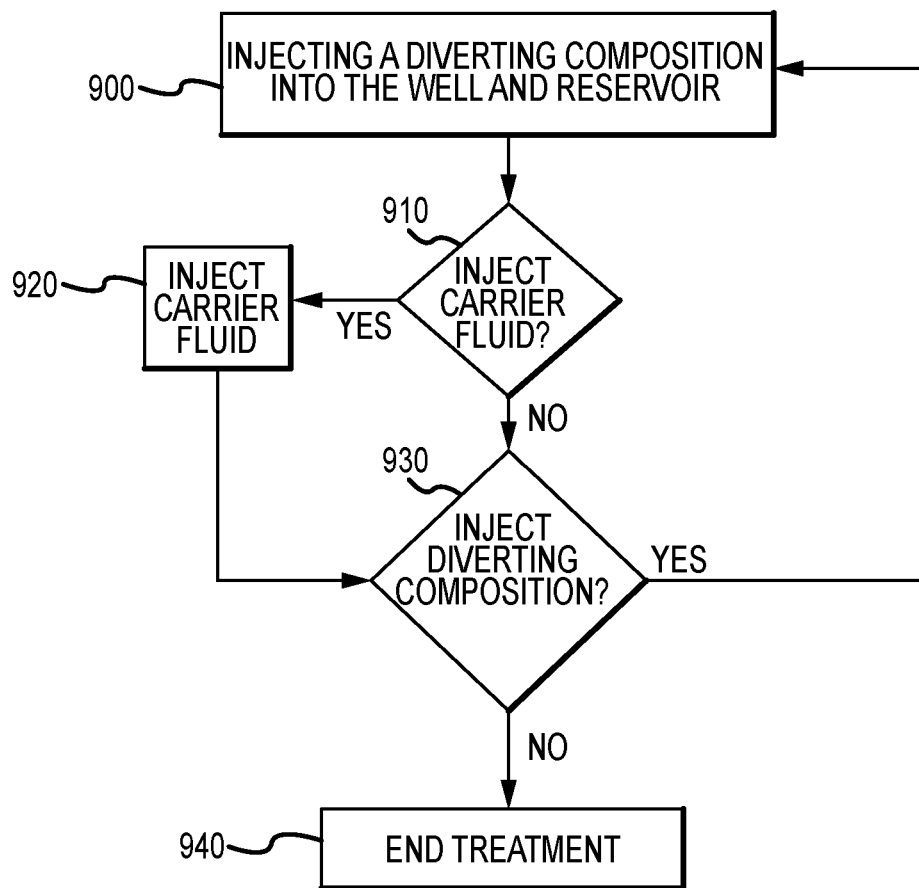 INJECTING A DIVERTING COMPOSITION
INTO THE WELL AND RESERVOIR
900
910
INJECT
CARRIER
FLUID?
YES
920
INJECT
CARRIER
FLUID
NO
930
INJECT
DIVERTING
COMPOSITION?
YES
NO
940
END TREATMENT